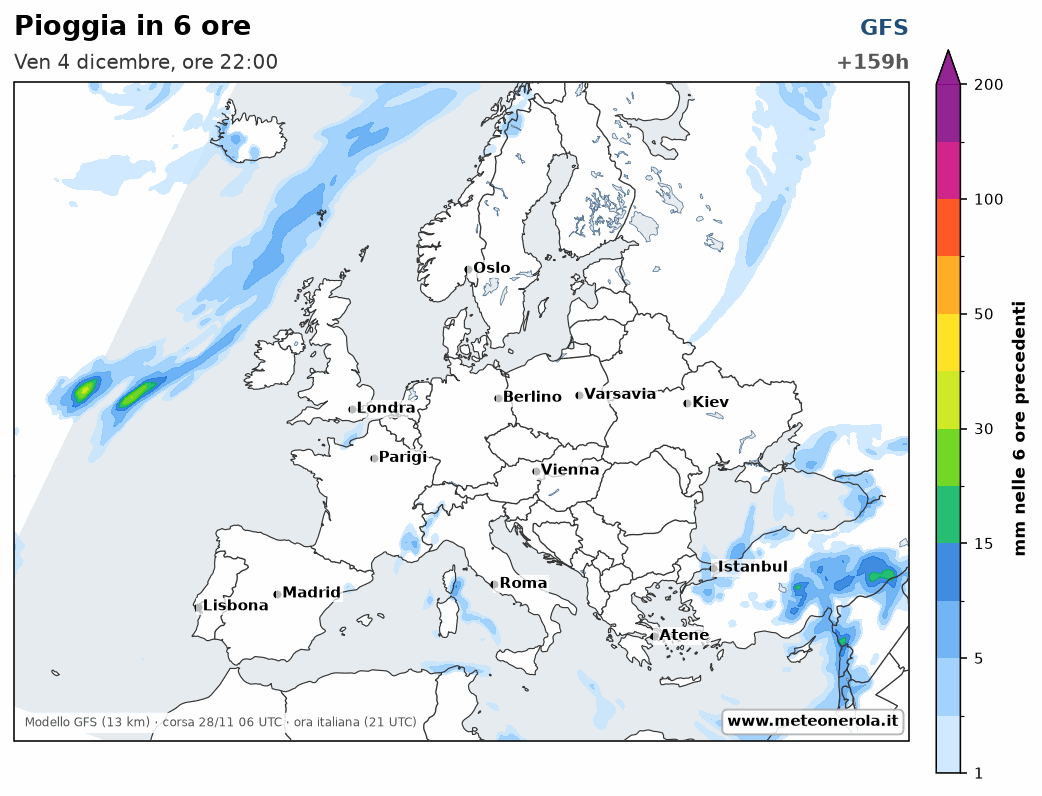 Pioggia in 6 ore
GFS
Ven 4 dicembre, ore 22:00
+159h
200
100
50
30
15
5
1
mm nelle 6 ore precedenti
Oslo
Londra
Berlino
Varsavia
Kiev
Parigi
Vienna
Istanbul
Roma
Madrid
Lisbona
Atene
Modello GFS (13 km) · corsa 28/11 06 UTC · ora italiana (21 UTC)
www.meteonerola.it